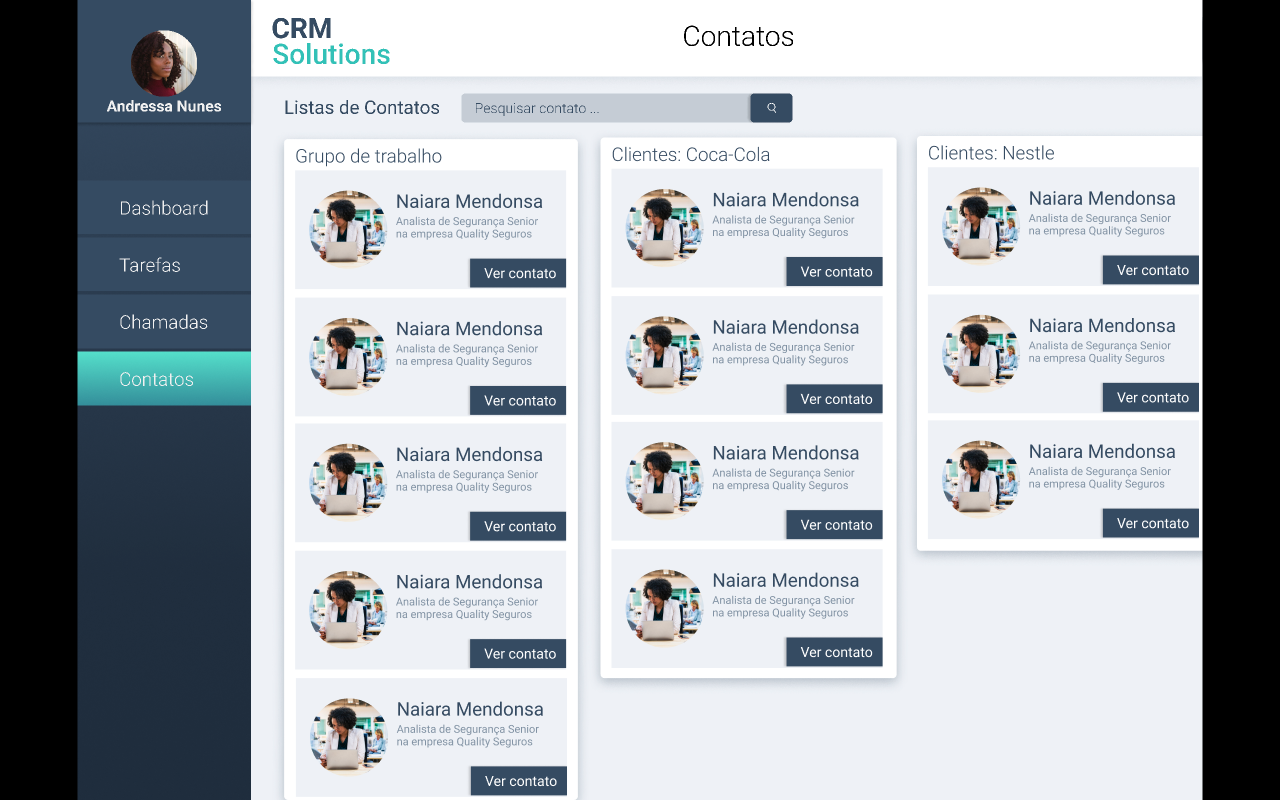 CRM
Solutions
Contatos
Andressa Nunes
Dashboard
Tarefas
Chamadas
Contatos
Listas de Contatos
Pesquisar contato ...
Grupo de trabalho
Naiara Mendonsa
Analista de Segurança Senior
na empresa Quality Seguros
Ver contato
Naiara Mendonsa
Analista de Segurança Senior
na empresa Quality Seguros
Ver contato
Naiara Mendonsa
Analista de Segurança Senior
na empresa Quality Seguros
Ver contato
Naiara Mendonsa
Analista de Segurança Senior
na empresa Quality Seguros
Ver contato
Naiara Mendonsa
Analista de Segurança Senior
na empresa Quality Seguros
Ver contato
Clientes: Coca-Cola
Naiara Mendonsa
Analista de Segurança Senior
na empresa Quality Seguros
Ver contato
Naiara Mendonsa
Analista de Segurança Senior
na empresa Quality Seguros
Ver contato
Naiara Mendonsa
Analista de Segurança Senior
na empresa Quality Seguros
Ver contato
Naiara Mendonsa
Analista de Segurança Senior
na empresa Quality Seguros
Ver contato
Clientes: Nestle
Naiara Mendonsa
Analista de Segurança Senior
na empresa Quality Seguros
Ver contato
Naiara Mendonsa
Analista de Segurança Senior
na empresa Quality Seguros
Ver contato
Naiara Mendonsa
Analista de Segurança Senior
na empresa Quality Seguros
Ver contato